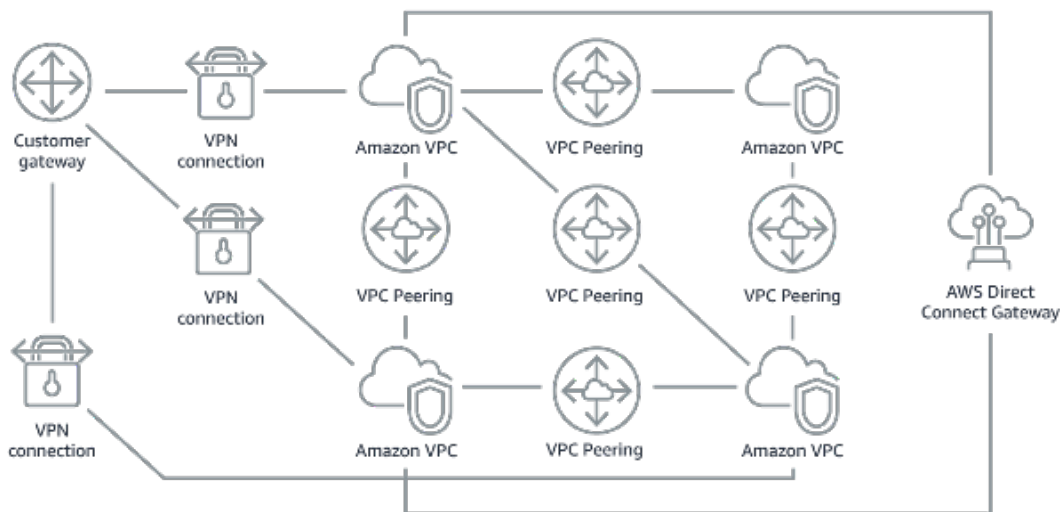 Customer
gateway
VPN
connection
Amazon VPC
VPC Peering
Amazon VPC
VPN
connection
VPC Peering
VPC Peering
VPC Peering
AWS Direct
Connect Gateway
VPN
connection
Amazon VPC
VPC Peering
Amazon VPC